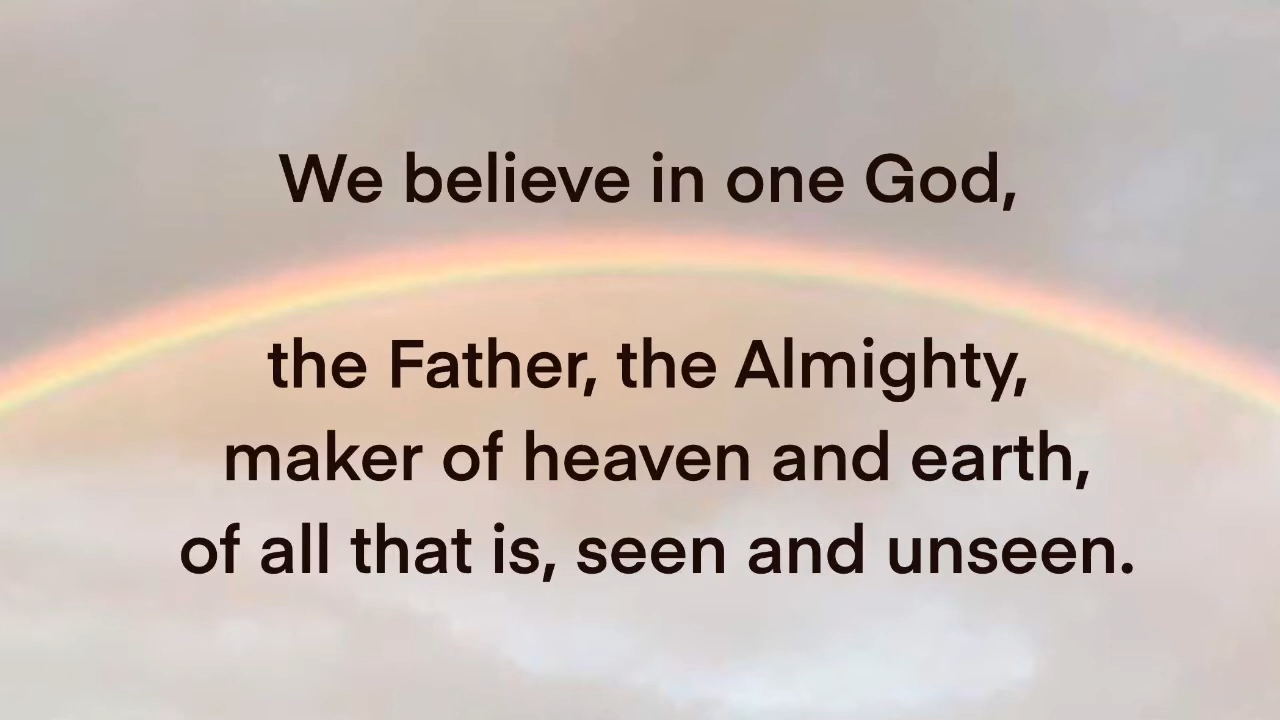 We believe in one God,
the Father, the Almighty,
maker of heaven and earth,
of all that is, seen and unseen.